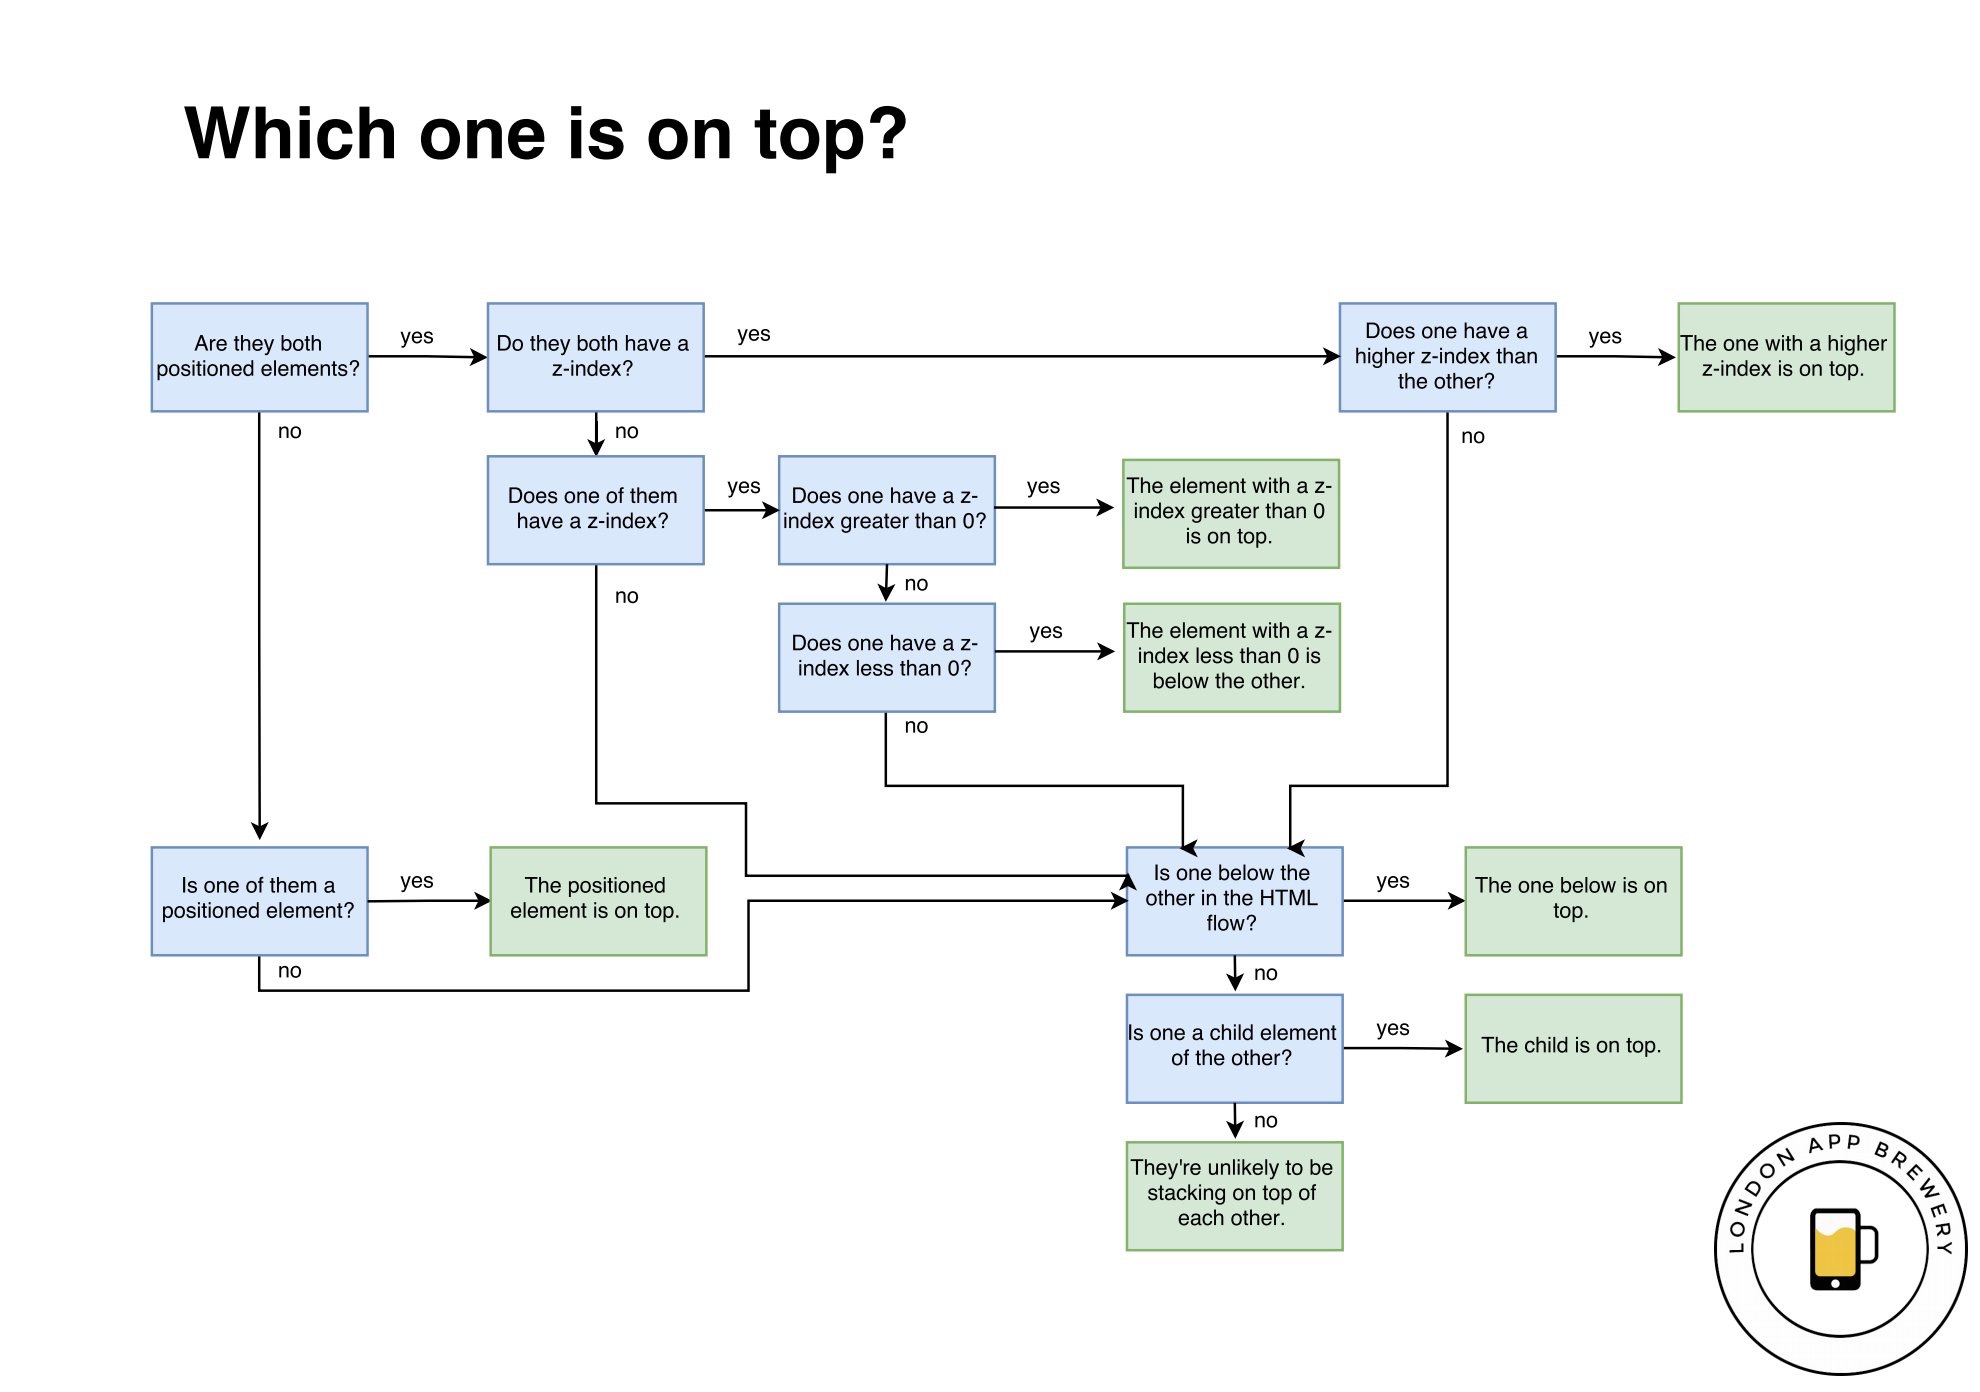 Which one is on top?
Are they both
positioned elements?
yes
Do they both have a
z-index?
yes
Does one have a
higher z-index than
the other?
yes
The one with a higher
z-index is on top.
no
no
no
Does one of them
have a z-index?
yes
Does one have a z-
index greater than 0?
yes
The element with a z-
index greater than 0
is on top.
no
no
Does one have a z-
index less than 0?
yes
The element with a z-
index less than 0 is
below the other.
no
Is one of them a
positioned element?
yes
The positioned
element is on top.
no
Is one below the
other in the HTML
flow?
yes
The one below is on
top.
no
Is one a child element
of the other?
yes
The child is on top.
no
They're unlikely to be
stacking on top of
each other.
LONDON APP BREWERY